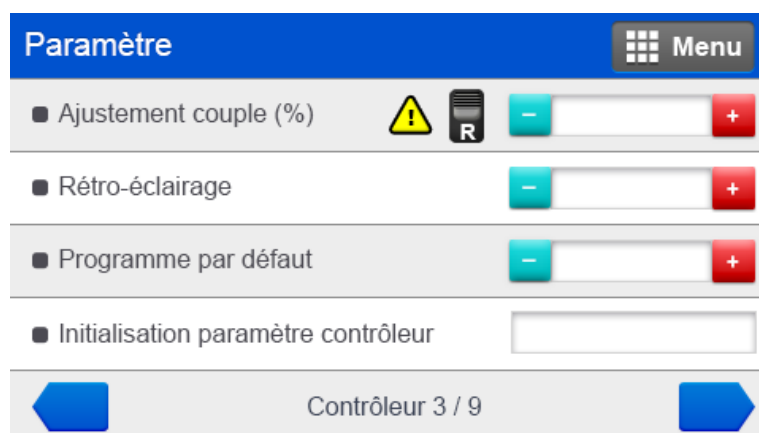 Paramètre
Menu
Ajustement couple (%) ! R - +
Rétro-éclairage - +
Programme par défaut - +
Initialisation paramètre contrôleur
Contrôleur 3 / 9